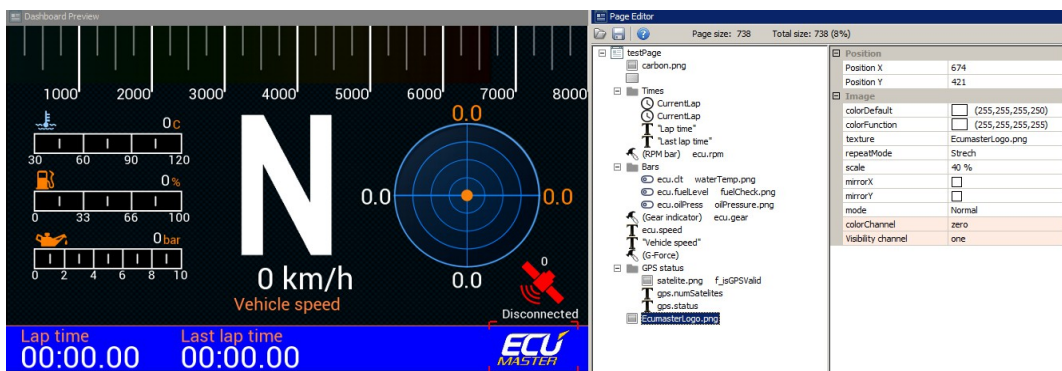 Dashboard Preview
1000 2000 3000 4000 5000 6000 7000 8000
0 C
30 60 90 120
0 %
0 33 66 100
0 bar
0 2 4 6 8 10
N
0 km/h
Vehicle speed
0.0
0.0 0.0
0.0
0
Disconnected
Lap time Last lap time
00:00.00 00:00.00
ECU
MASTER
Page Editor
Page size: 738 Total size: 738 (8%)
testPage
carbon.png
Times
CurrentLap
CurrentLap
"Lap time"
"Last lap time"
(RPM bar) ecu.rpm
Bars
ecu.clt waterTemp.png
ecu.fuelLevel fuelCheck.png
ecu.oilPress oilPressure.png
(Gear indicator) ecu.gear
ecu.speed
"Vehicle speed"
(G-Force)
GPS status
satelite.png f_isGPSValid
gps.numSatelites
gps.status
EcumasterLogo.png
Position
Position X 674
Position Y 421
Image
colorDefault (255,255,255,250)
colorFunction (255,255,255,255)
texture EcumasterLogo.png
repeatMode Strech
scale 40 %
mirrorX
mirrorY
mode Normal
colorChannel zero
Visibility channel one